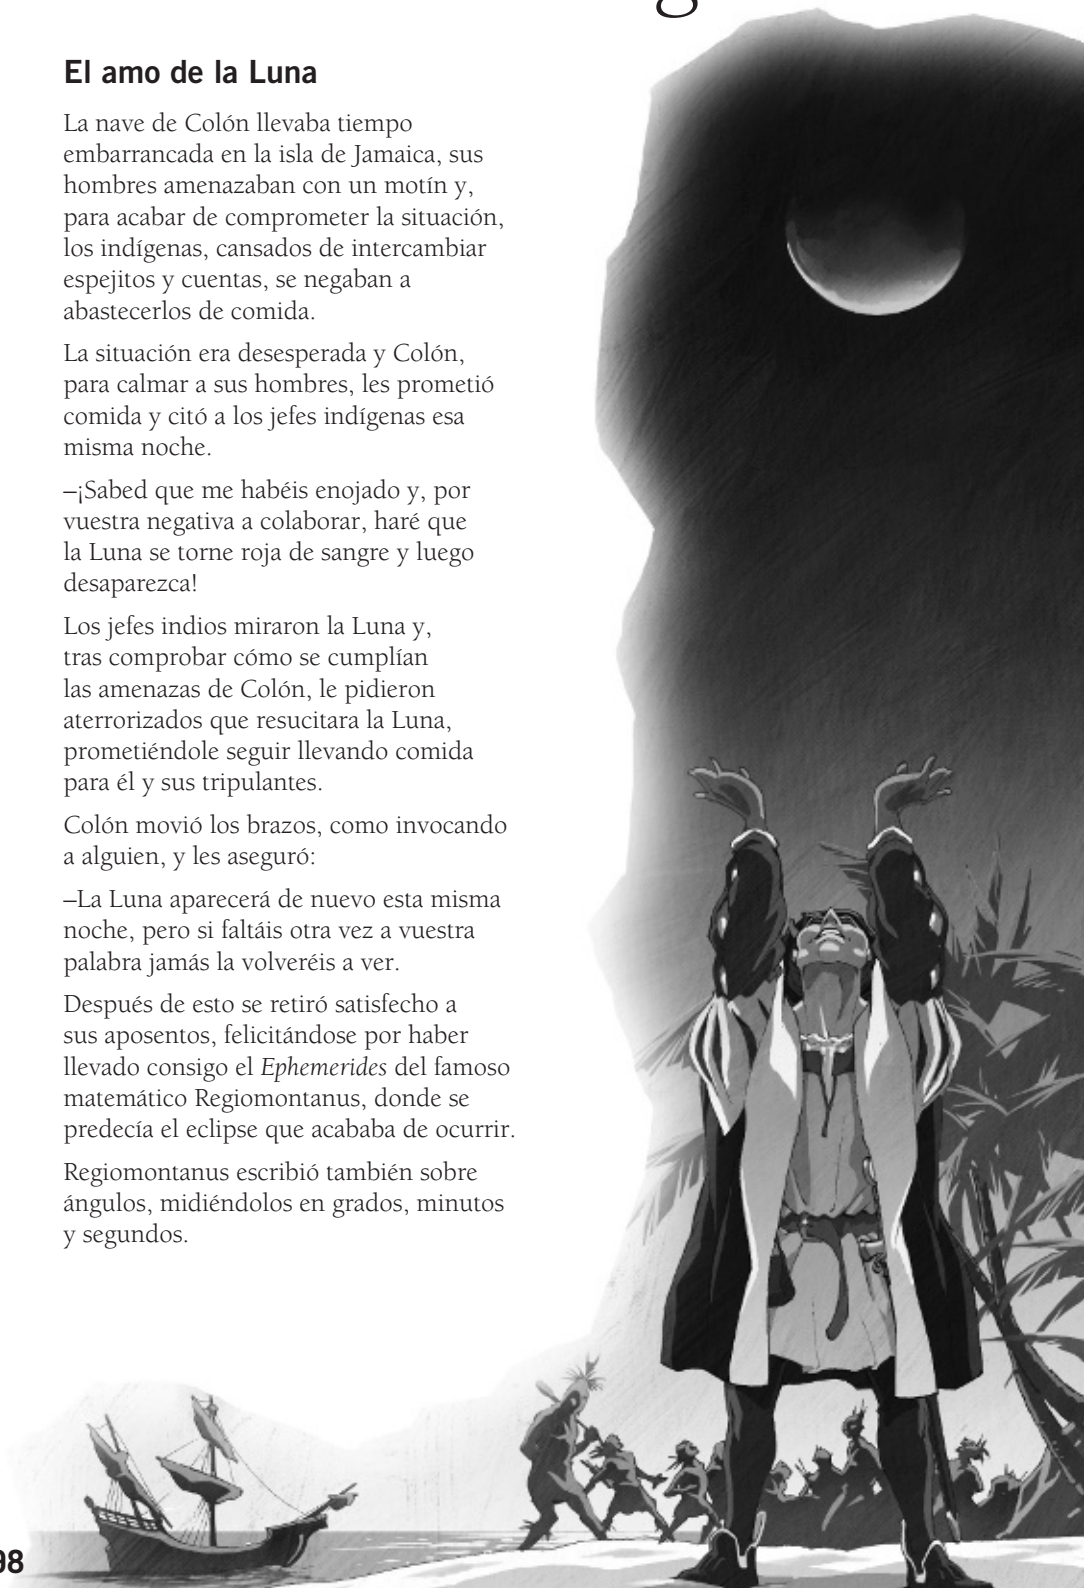 El amo de la Luna
La nave de Colón llevaba tiempo
embarrancada en la isla de Jamaica, sus
hombres amenazaban con un motín y,
para acabar de comprometer la situación,
los indígenas, cansados de intercambiar
espejitos y cuentas, se negaban a
abastecerlos de comida.
La situación era desesperada y Colón,
para calmar a sus hombres, les prometió
comida y citó a los jefes indígenas esa
misma noche.
–¡Sabed que me habéis enojado y, por
vuestra negativa a colaborar, haré que
la Luna se torne roja de sangre y luego
desaparezca!
Los jefes indios miraron la Luna y,
tras comprobar cómo se cumplían
las amenazas de Colón, le pidieron
aterrorizados que resucitara la Luna,
prometiéndole seguir llevando comida
para él y sus tripulantes.
Colón movió los brazos, como invocando
a alguien, y les aseguró:
–La Luna aparecerá de nuevo esta misma
noche, pero si faltáis otra vez a vuestra
palabra jamás la volveréis a ver.
Después de esto se retiró satisfecho a
sus aposentos, felicitándose por haber
llevado consigo el Ephemerides del famoso
matemático Regiomontanus, donde se
predecía el eclipse que acababa de ocurrir.
Regiomontanus escribió también sobre
ángulos, midiéndolos en grados, minutos
y segundos.